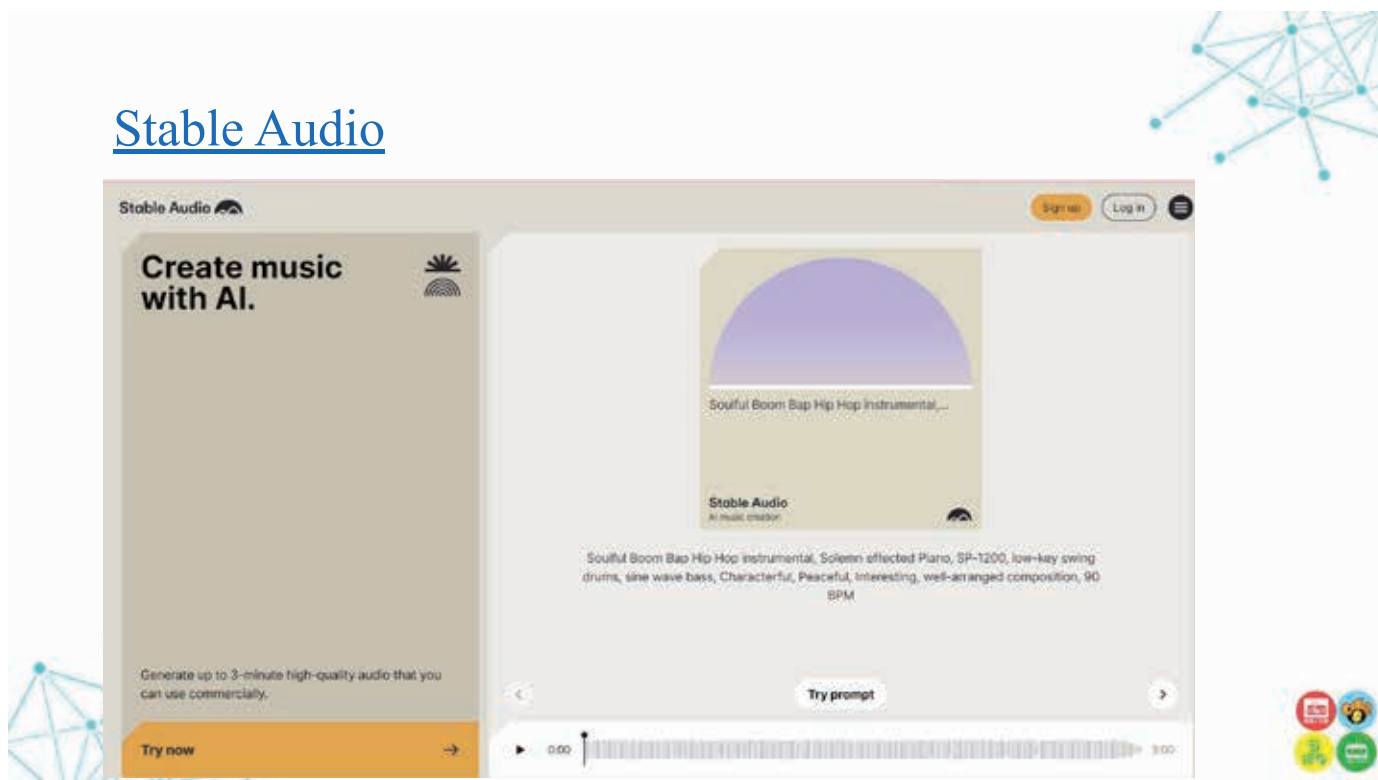 Stable Audio
Stable Audio
Sign up
Log in
Create music
with AI.
Soulful Boom Bap Hip Hop instrumental,...
Stable Audio
AI music creation
Soulful Boom Bap Hip Hop instrumental, Solemn effected Piano, SP-1200, low-key swing
drums, sine wave bass, Characterful, Peaceful, Interesting, well-arranged composition, 90
BPM
Generate up to 3-minute high-quality audio that you
can use commercially.
Try prompt
Try now
0:00
3:00